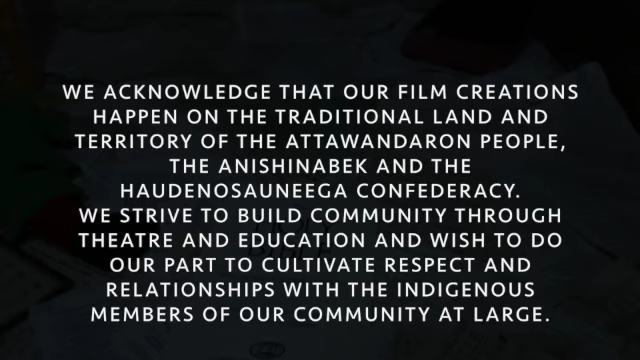 WE ACKNOWLEDGE THAT OUR FILM CREATIONS
HAPPEN ON THE TRADITIONAL LAND AND
TERRITORY OF THE ATTAWANDARON PEOPLE,
THE ANISHINABEK AND THE
HAUDENOSAUNEEGA CONFEDERACY.
WE STRIVE TO BUILD COMMUNITY THROUGH
THEATRE AND EDUCATION AND WISH TO DO
OUR PART TO CULTIVATE RESPECT AND
RELATIONSHIPS WITH THE INDIGENOUS
MEMBERS OF OUR COMMUNITY AT LARGE.